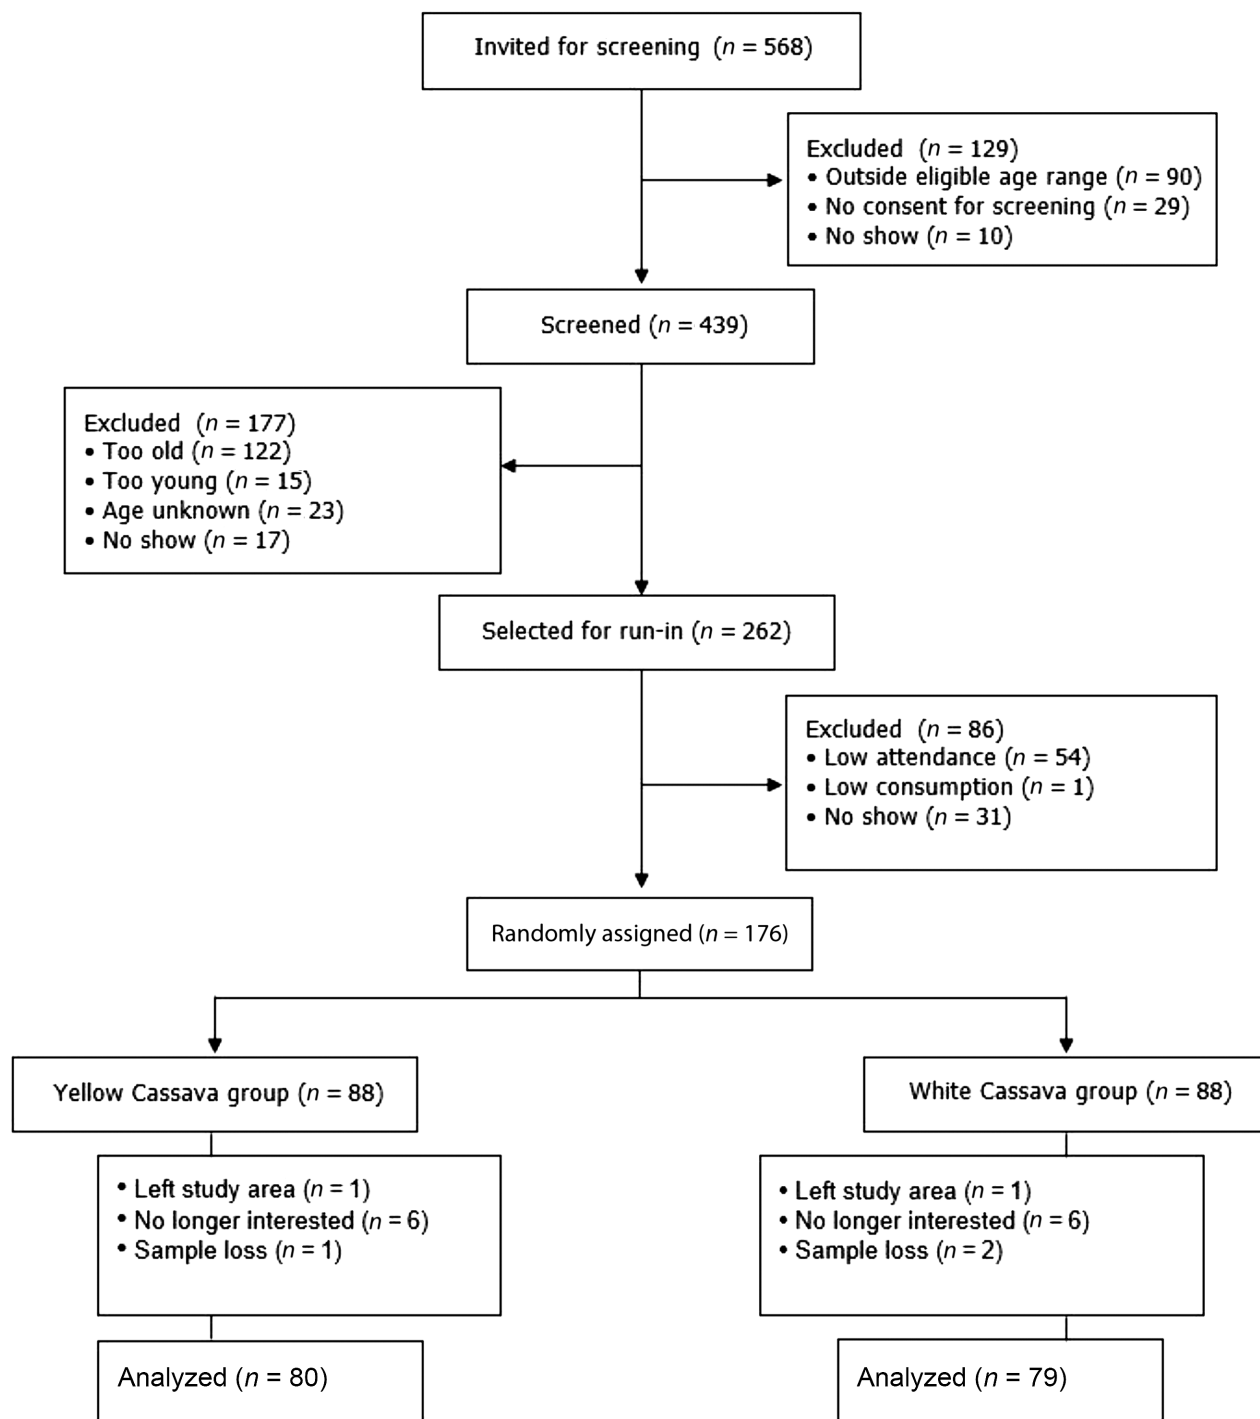 Invited for screening (n = 568)
Excluded (n = 129)
• Outside eligible age range (n = 90)
• No consent for screening (n = 29)
• No show (n = 10)
Screened (n = 439)
Excluded (n = 177)
• Too old (n = 122)
• Too young (n = 15)
• Age unknown (n = 23)
• No show (n = 17)
Selected for run-in (n = 262)
Excluded (n = 86)
• Low attendance (n = 54)
• Low consumption (n = 1)
• No show (n = 31)
Randomly assigned (n = 176)
Yellow Cassava group (n = 88)
White Cassava group (n = 88)
• Left study area (n = 1)
• No longer interested (n = 6)
• Sample loss (n = 1)
• Left study area (n = 1)
• No longer interested (n = 6)
• Sample loss (n = 2)
Analyzed (n = 80)
Analyzed (n = 79)